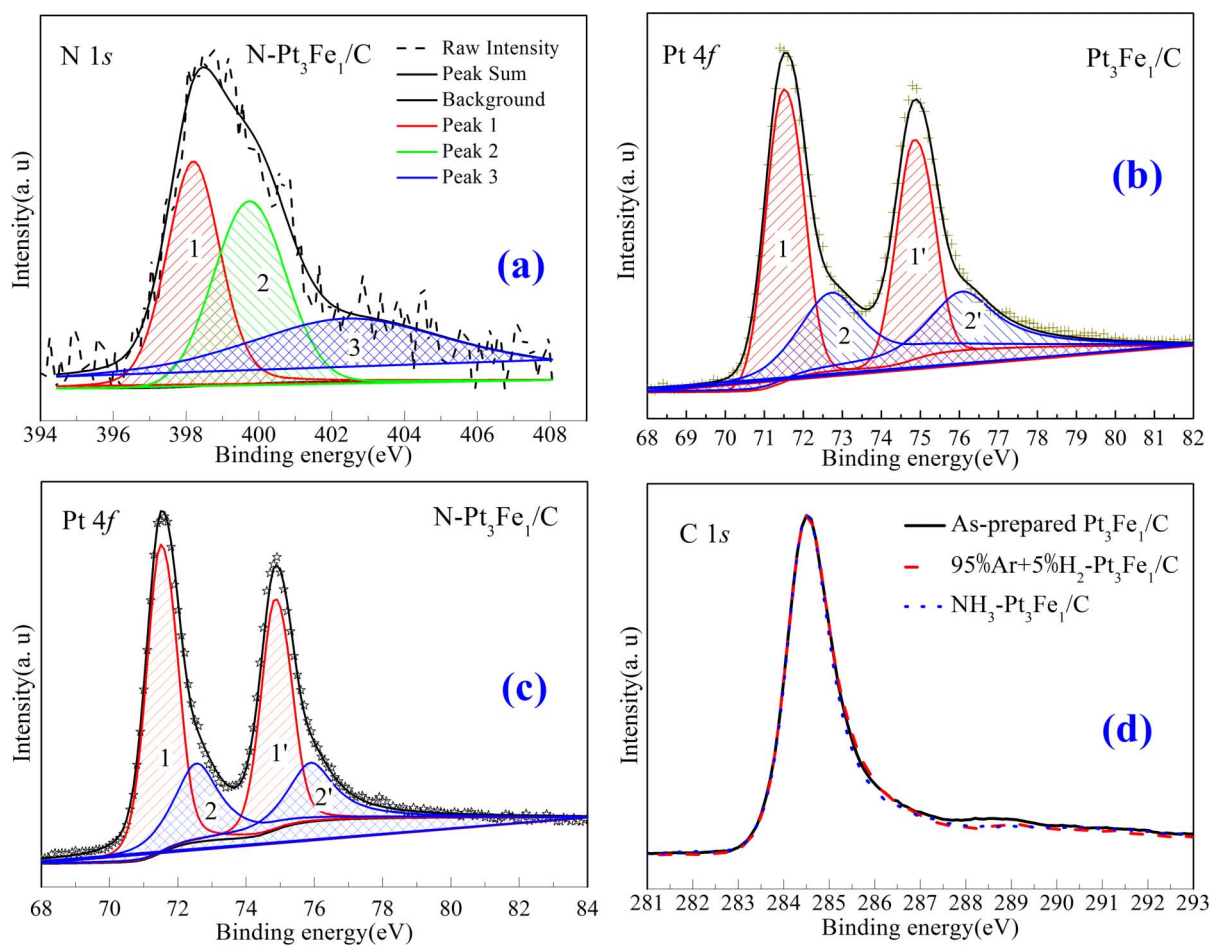 N 1s
N-Pt₃Fe₁/C
Raw Intensity
Peak Sum
Background
Peak 1
Peak 2
Peak 3
1
2
3
(a)
Intensity(a. u)
394 396 398 400 402 404 406 408
Binding energy(eV)
Pt 4f
Pt₃Fe₁/C
1
1'
2
2'
(b)
Intensity(a. u)
68 69 70 71 72 73 74 75 76 77 78 79 80 81 82
Binding energy(eV)
Pt 4f
N-Pt₃Fe₁/C
1
1'
2
2'
(c)
Intensity(a. u)
68 70 72 74 76 78 80 82 84
Binding energy(eV)
C 1s
As-prepared Pt₃Fe₁/C
95%Ar+5%H₂-Pt₃Fe₁/C
NH₃-Pt₃Fe₁/C
(d)
Intensity(a. u)
281 282 283 284 285 286 287 288 289 290 291 292 293
Binding energy(eV)